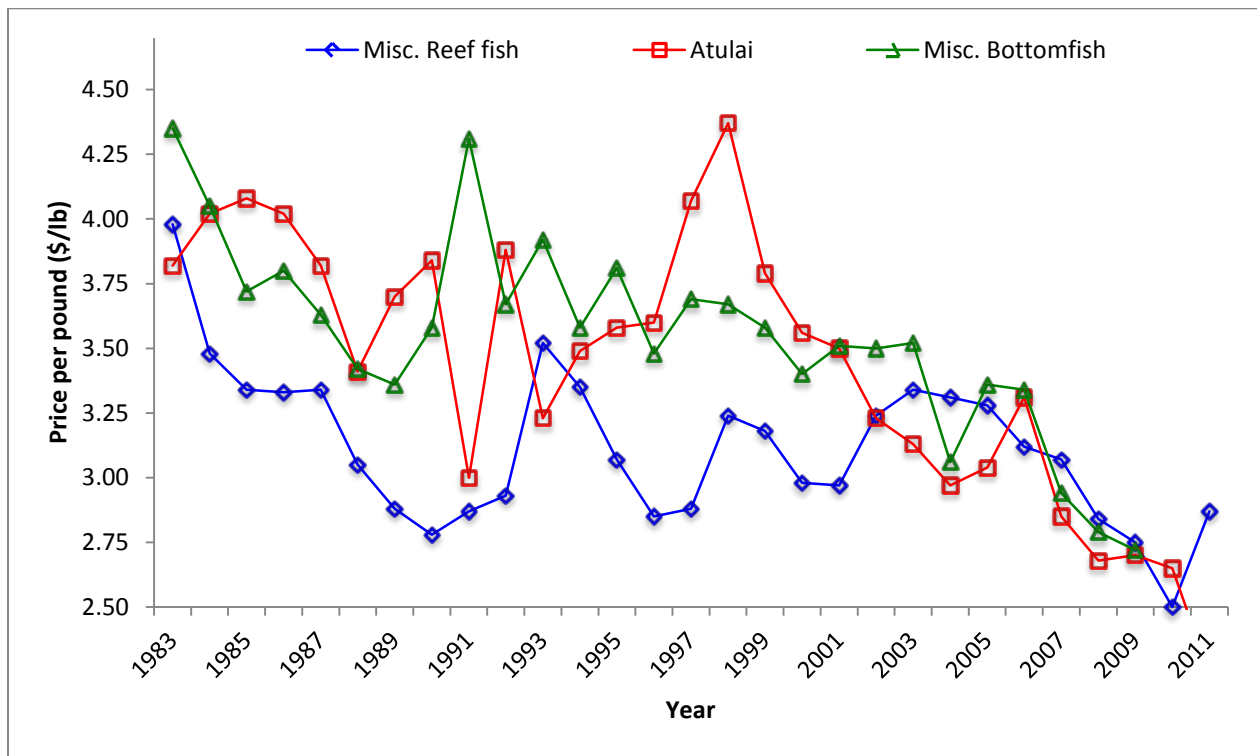 Misc. Reef fish Atulai Misc. Bottomfish
Price per pound ($/lb)
4.50
4.25
4.00
3.75
3.50
3.25
3.00
2.75
2.50
1983 1985 1987 1989 1991 1993 1995 1997 1999 2001 2003 2005 2007 2009 2011
Year